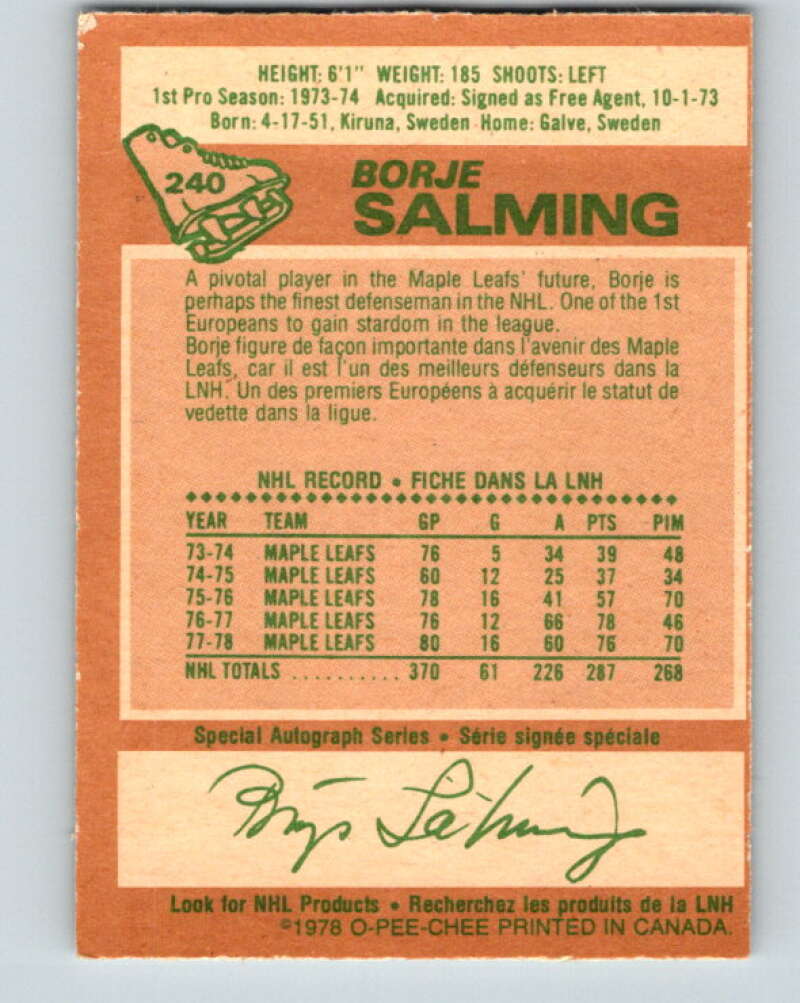 HEIGHT: 6'1" WEIGHT: 185 SHOOTS: LEFT
1st Pro Season: 1973-74 Acquired: Signed as Free Agent, 10-1-73
Born: 4-17-51, Kiruna, Sweden Home: Galve, Sweden
240
BORJE
SALMING
A pivotal player in the Maple Leafs' future, Borje is
perhaps the finest defenseman in the NHL. One of the 1st
Europeans to gain stardom in the league.
Borje figure de façon importante dans l'avenir des Maple
Leafs, car il est l'un des meilleurs défenseurs dans la
LNH. Un des premiers Européens à acquérir le statut de
vedette dans la ligue.
NHL RECORD • FICHE DANS LA LNH
YEAR TEAM GP G A PTS PIM
73-74 MAPLE LEAFS 76 5 34 39 48
74-75 MAPLE LEAFS 60 12 25 37 34
75-76 MAPLE LEAFS 78 16 41 57 70
76-77 MAPLE LEAFS 76 12 66 78 46
77-78 MAPLE LEAFS 80 16 60 76 70
NHL TOTALS .......... 370 61 226 287 268
Special Autograph Series • Série signée spéciale
Börje Salming
Look for NHL Products • Recherchez les produits de la LNH
©1978 O-PEE-CHEE PRINTED IN CANADA.